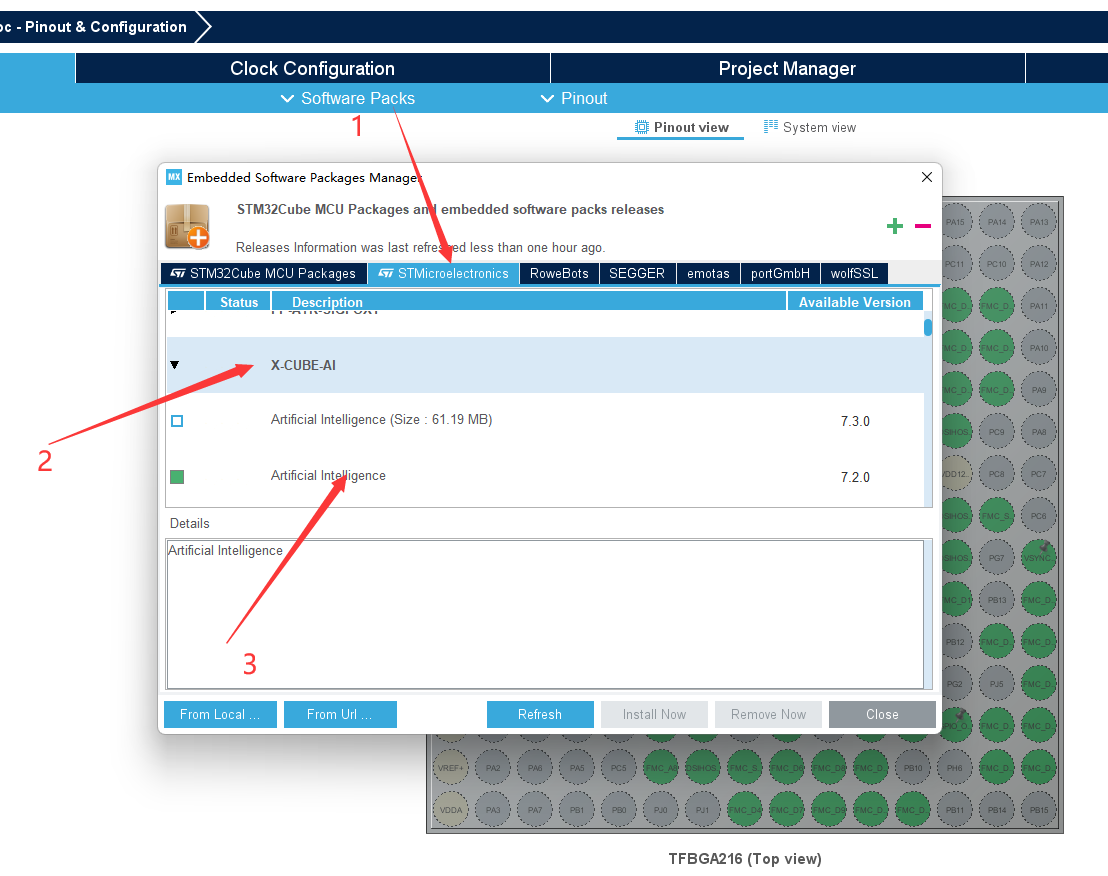 oc - Pinout & Configuration
Clock Configuration
Project Manager
Software Packs
Pinout
1
Pinout view
System view
MX
Embedded Software Packages Manager
STM32Cube MCU Packages and embedded software packs releases
Releases Information was last refreshed less than one hour ago.
STM32Cube MCU Packages
STMicroelectronics
RoweBots
SEGGER
emotas
portGmbH
wolfSSL
Status
Description
Available Version
X-CUBE-AI
Artificial Intelligence (Size : 61.19 MB)
7.3.0
2
Artificial Intelligence
7.2.0
Details
Artificial Intelligence
3
From Local ...
From Url ...
Refresh
Install Now
Remove Now
Close
PA15 PA14 PA13
PC11 PC10 PA12
PA11
PA10
PA9
PC9 PA8
PC8 PC7
PC6
PG7
PB13
PB12
PG2 PJ5
VREF+ PA2 PA6 PA5 PC5 PB10 PH6
VDDA PA3 PA7 PB1 PB0 PJ0 PJ1 PB11 PB14 PB15
TFBGA216 (Top view)